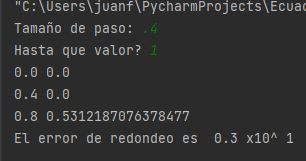 "C:\Users\juanf\PycharmProjects\Ecuac
Tamaño de paso: .4
Hasta que valor? 1
0.0 0.0
0.4 0.0
0.8 0.5312187076378477
El error de redondeo es  0.3 x10^ 1